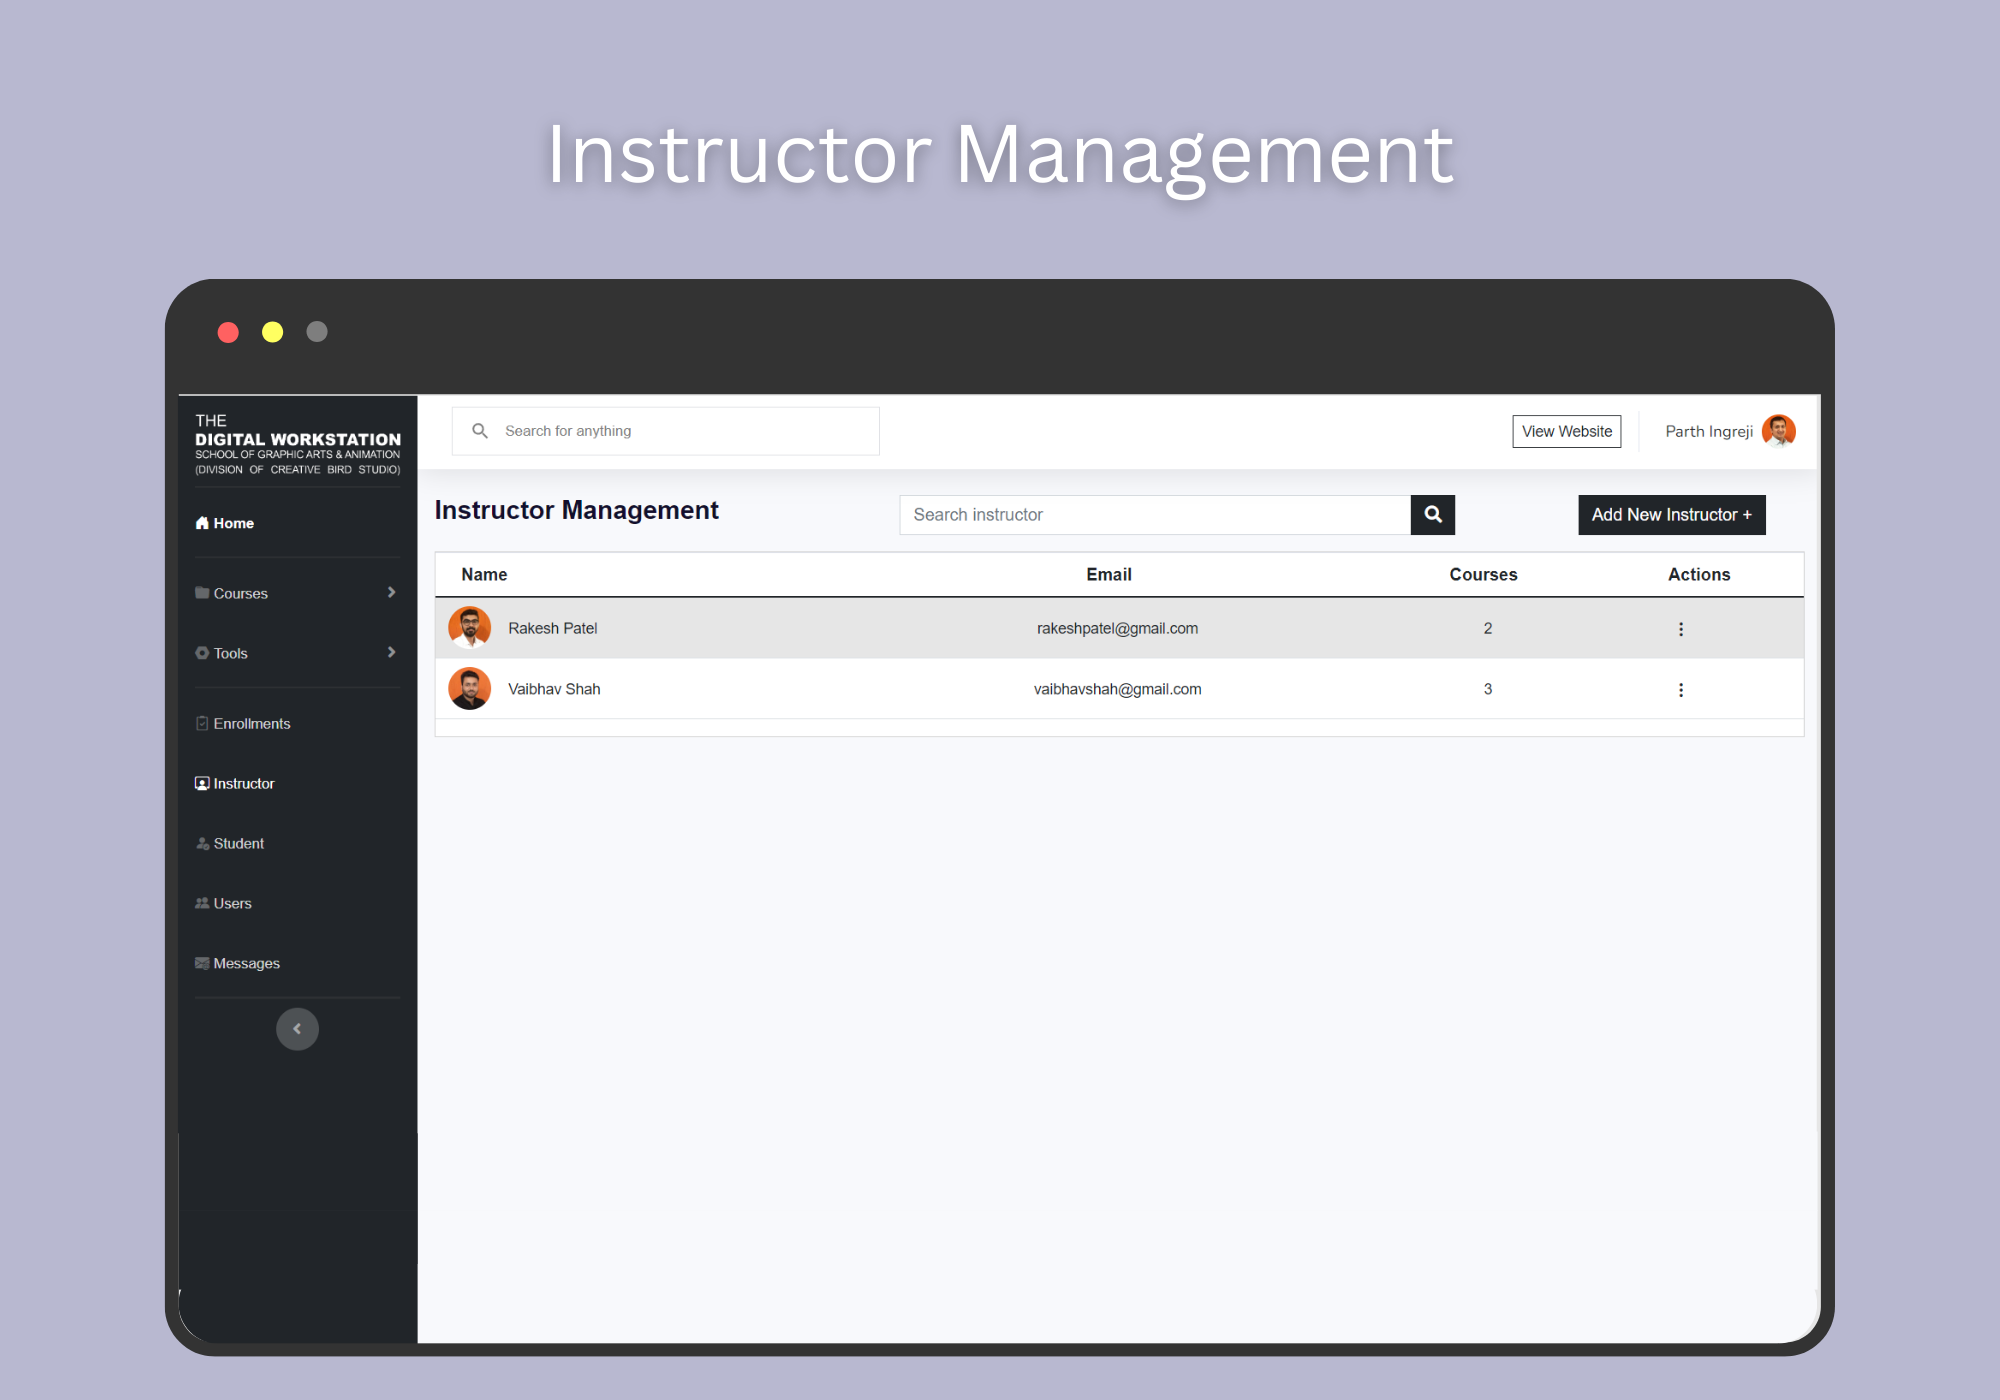 Instructor Management
THE
DIGITAL WORKSTATION
SCHOOL OF GRAPHIC ARTS & ANIMATION
(DIVISION OF CREATIVE BIRD STUDIO)
Home
Courses
Tools
Enrollments
Instructor
Student
Users
Messages
Search for anything
View Website
Parth Ingreji
Instructor Management
Search instructor
Add New Instructor +
Name Email Courses Actions
Rakesh Patel rakeshpatel@gmail.com 2
Vaibhav Shah vaibhavshah@gmail.com 3